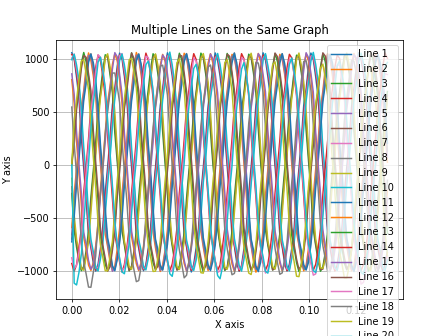 Multiple Lines on the Same Graph
Y axis
1000
500
0
−500
−1000
0.00 0.02 0.04 0.06 0.08 0.10
X axis
Line 1
Line 2
Line 3
Line 4
Line 5
Line 6
Line 7
Line 8
Line 9
Line 10
Line 11
Line 12
Line 13
Line 14
Line 15
Line 16
Line 17
Line 18
Line 19
Line 20